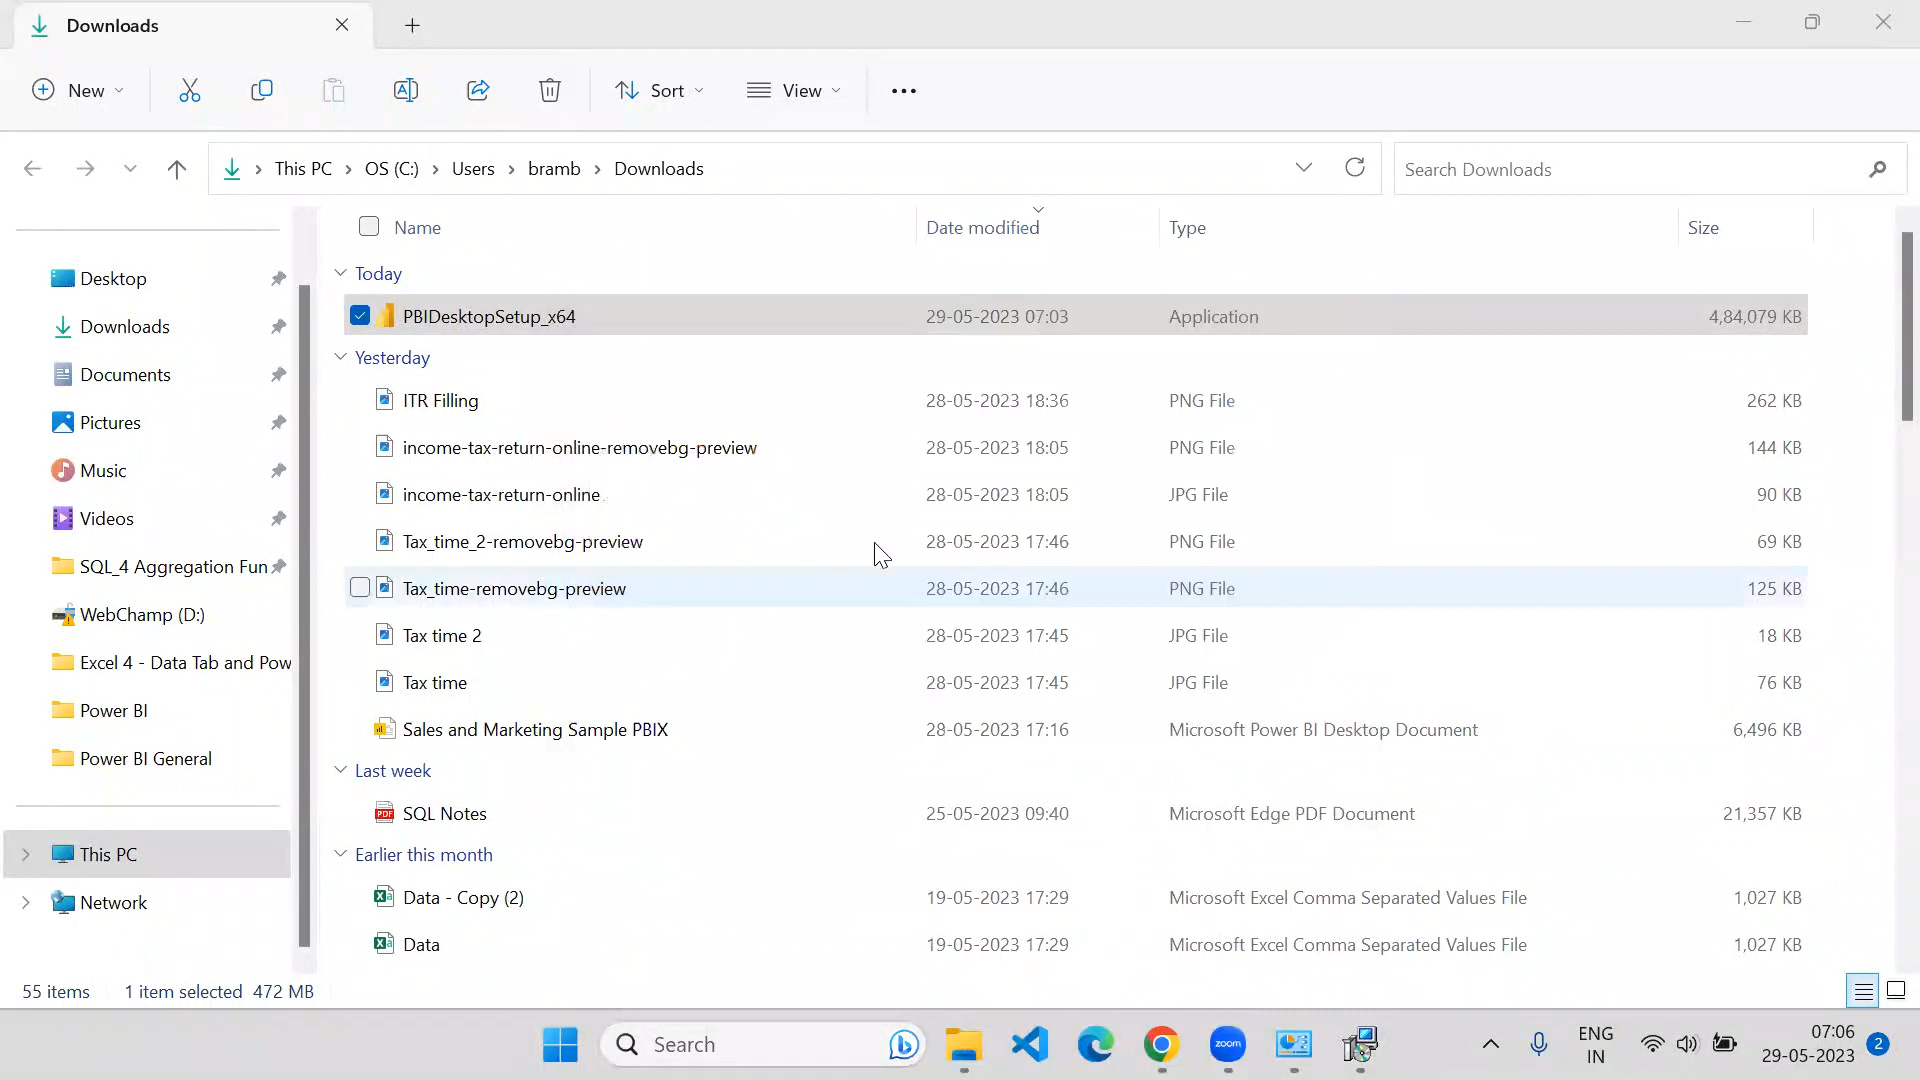 Downloads
New
Sort
View
This PC > OS (C:) > Users > bramb > Downloads
Search Downloads
Name Date modified Type Size
Today
PBIDesktopSetup_x64 29-05-2023 07:03 Application 4,84,079 KB
Yesterday
ITR Filling 28-05-2023 18:36 PNG File 262 KB
income-tax-return-online-removebg-preview 28-05-2023 18:05 PNG File 144 KB
income-tax-return-online 28-05-2023 18:05 JPG File 90 KB
Tax_time_2-removebg-preview 28-05-2023 17:46 PNG File 69 KB
Tax_time-removebg-preview 28-05-2023 17:46 PNG File 125 KB
Tax time 2 28-05-2023 17:45 JPG File 18 KB
Tax time 28-05-2023 17:45 JPG File 76 KB
Sales and Marketing Sample PBIX 28-05-2023 17:16 Microsoft Power BI Desktop Document 6,496 KB
Last week
SQL Notes 25-05-2023 09:40 Microsoft Edge PDF Document 21,357 KB
Earlier this month
Data - Copy (2) 19-05-2023 17:29 Microsoft Excel Comma Separated Values File 1,027 KB
Data 19-05-2023 17:29 Microsoft Excel Comma Separated Values File 1,027 KB
Desktop
Downloads
Documents
Pictures
Music
Videos
SQL_4 Aggregation Fun
WebChamp (D:)
Excel 4 - Data Tab and Pow
Power BI
Power BI General
This PC
Network
55 items 1 item selected 472 MB
Search
zoom
ENG
IN
07:06
29-05-2023
2